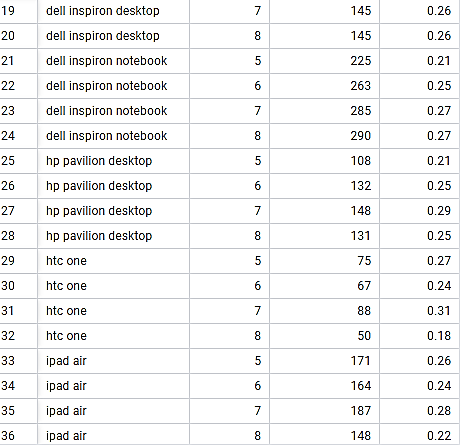 19 dell inspiron desktop 7 145 0.26
20 dell inspiron desktop 8 145 0.26
21 dell inspiron notebook 5 225 0.21
22 dell inspiron notebook 6 263 0.25
23 dell inspiron notebook 7 285 0.27
24 dell inspiron notebook 8 290 0.27
25 hp pavilion desktop 5 108 0.21
26 hp pavilion desktop 6 132 0.25
27 hp pavilion desktop 7 148 0.29
28 hp pavilion desktop 8 131 0.25
29 htc one 5 75 0.27
30 htc one 6 67 0.24
31 htc one 7 88 0.31
32 htc one 8 50 0.18
33 ipad air 5 171 0.26
34 ipad air 6 164 0.24
35 ipad air 7 187 0.28
36 ipad air 8 148 0.22